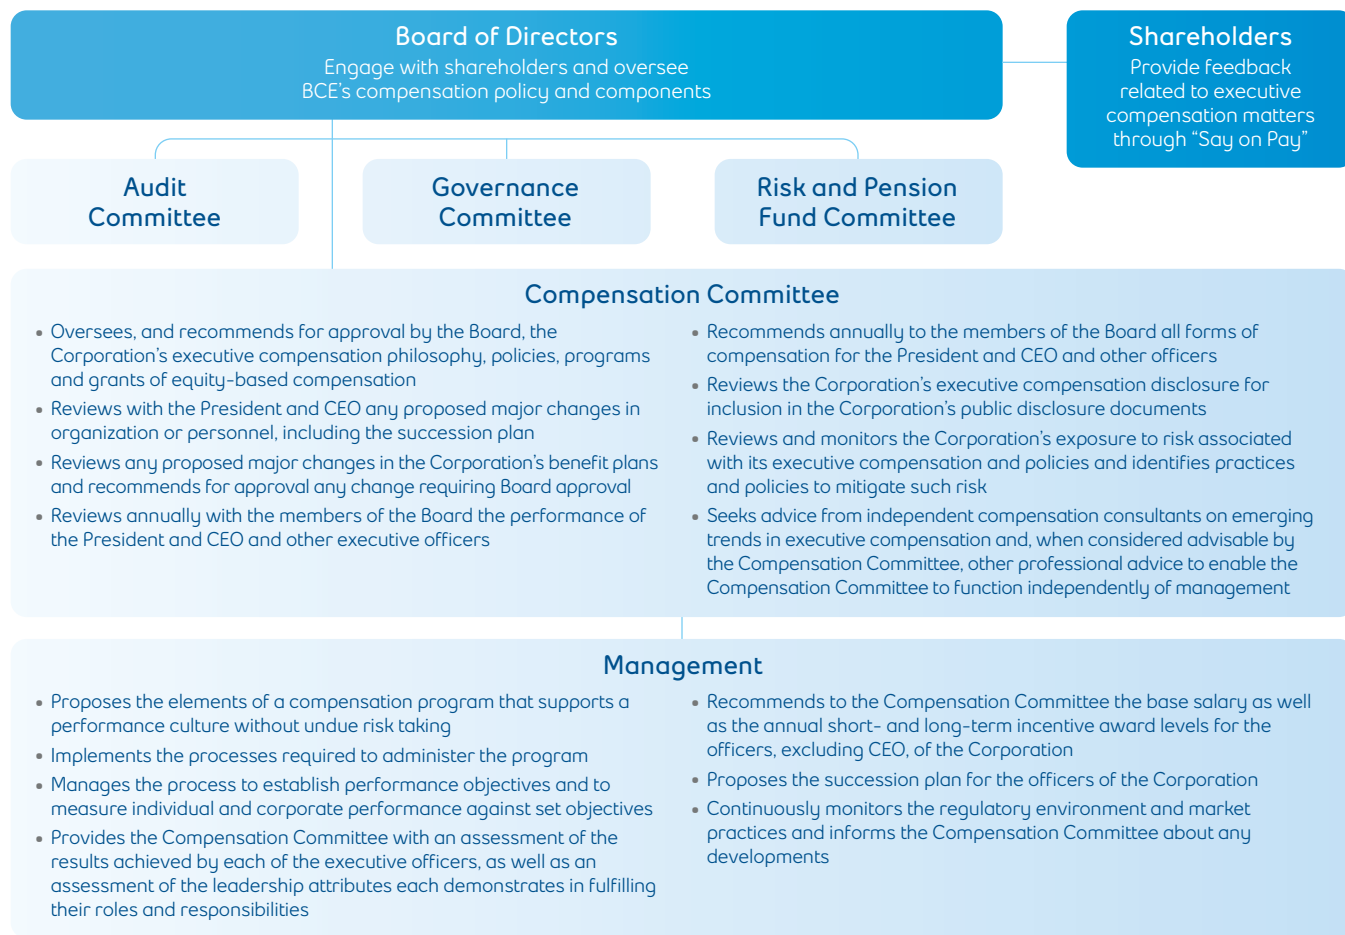 Board of Directors
Engage with shareholders and oversee
BCE's compensation policy and components
Shareholders
Provide feedback
related to executive
compensation matters
through “Say on Pay”
Audit
Committee
Governance
Committee
Risk and Pension
Fund Committee
Compensation Committee
• Oversees, and recommends for approval by the Board, the
Corporation's executive compensation philosophy, policies, programs
and grants of equity-based compensation
• Reviews with the President and CEO any proposed major changes in
organization or personnel, including the succession plan
• Reviews any proposed major changes in the Corporation's benefit plans
and recommends for approval any change requiring Board approval
• Reviews annually with the members of the Board the performance of
the President and CEO and other executive officers
• Recommends annually to the members of the Board all forms of
compensation for the President and CEO and other officers
• Reviews the Corporation's executive compensation disclosure for
inclusion in the Corporation's public disclosure documents
• Reviews and monitors the Corporation's exposure to risk associated
with its executive compensation and policies and identifies practices
and policies to mitigate such risk
• Seeks advice from independent compensation consultants on emerging
trends in executive compensation and, when considered advisable by
the Compensation Committee, other professional advice to enable the
Compensation Committee to function independently of management
Management
• Proposes the elements of a compensation program that supports a
performance culture without undue risk taking
• Implements the processes required to administer the program
• Manages the process to establish performance objectives and to
measure individual and corporate performance against set objectives
• Provides the Compensation Committee with an assessment of the
results achieved by each of the executive officers, as well as an
assessment of the leadership attributes each demonstrates in fulfilling
their roles and responsibilities
• Recommends to the Compensation Committee the base salary as well
as the annual short- and long-term incentive award levels for the
officers, excluding CEO, of the Corporation
• Proposes the succession plan for the officers of the Corporation
• Continuously monitors the regulatory environment and market
practices and informs the Compensation Committee about any
developments